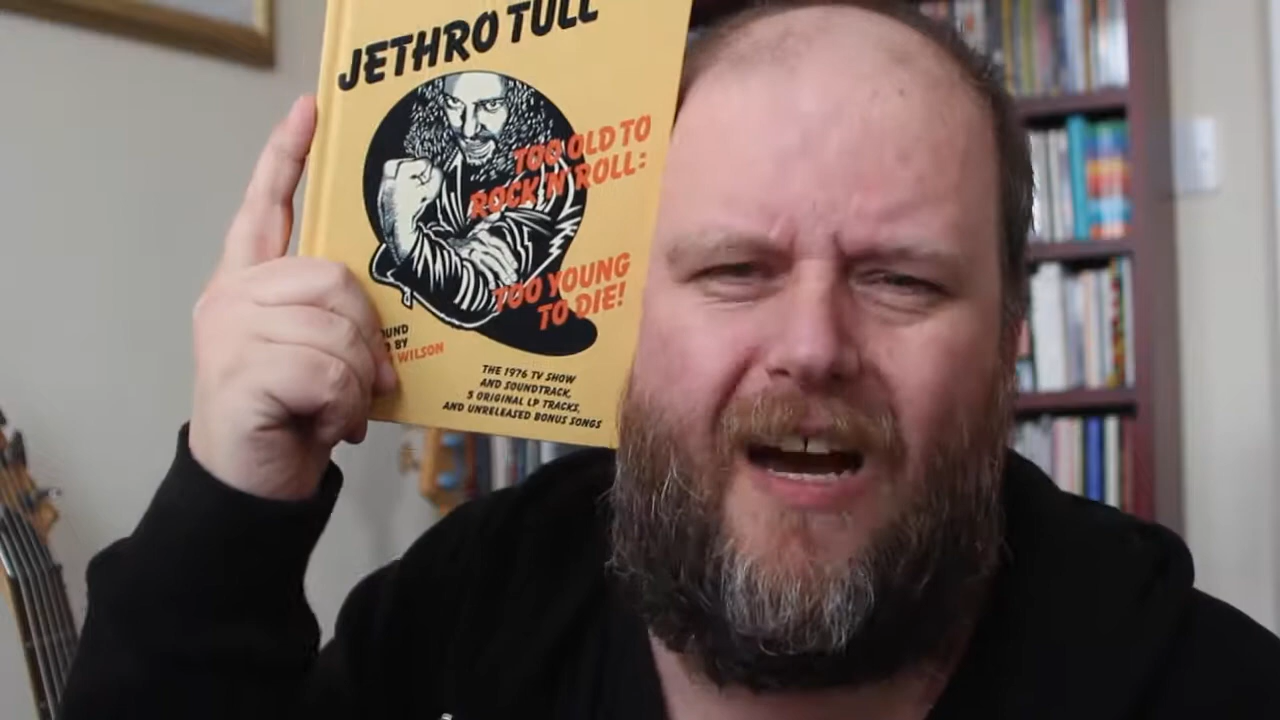 JETHRO TULL
TOO OLD TO
ROCK N' ROLL:
TOO YOUNG
TO DIE!
BY
WILSON
THE 1976 TV SHOW
AND SOUNDTRACK,
5 ORIGINAL LP TRACKS,
AND UNRELEASED BONUS SONGS